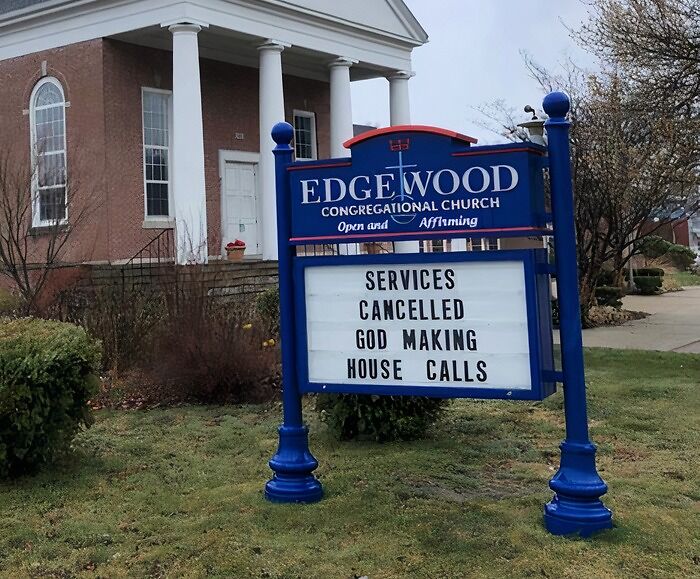 EDGEWOOD
CONGREGATIONAL CHURCH
Open and Affirming
SERVICES
CANCELLED
GOD MAKING
HOUSE CALLS